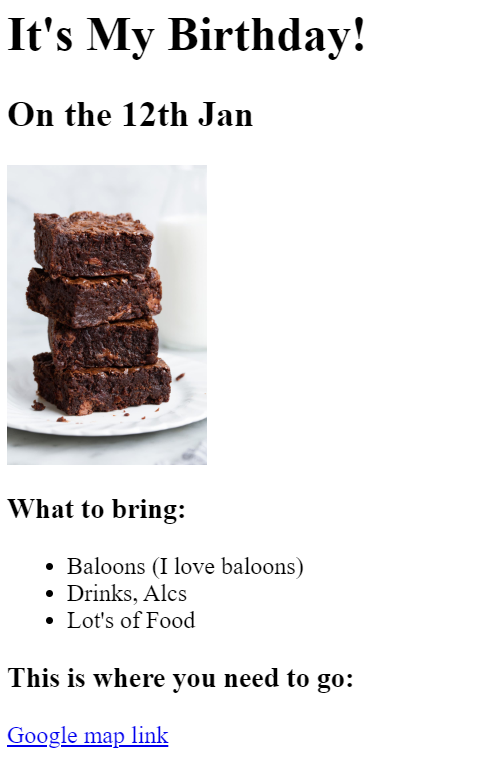 It's My Birthday!
On the 12th Jan
What to bring:
Baloons (I love baloons)
Drinks, Alcs
Lot's of Food
This is where you need to go:
Google map link